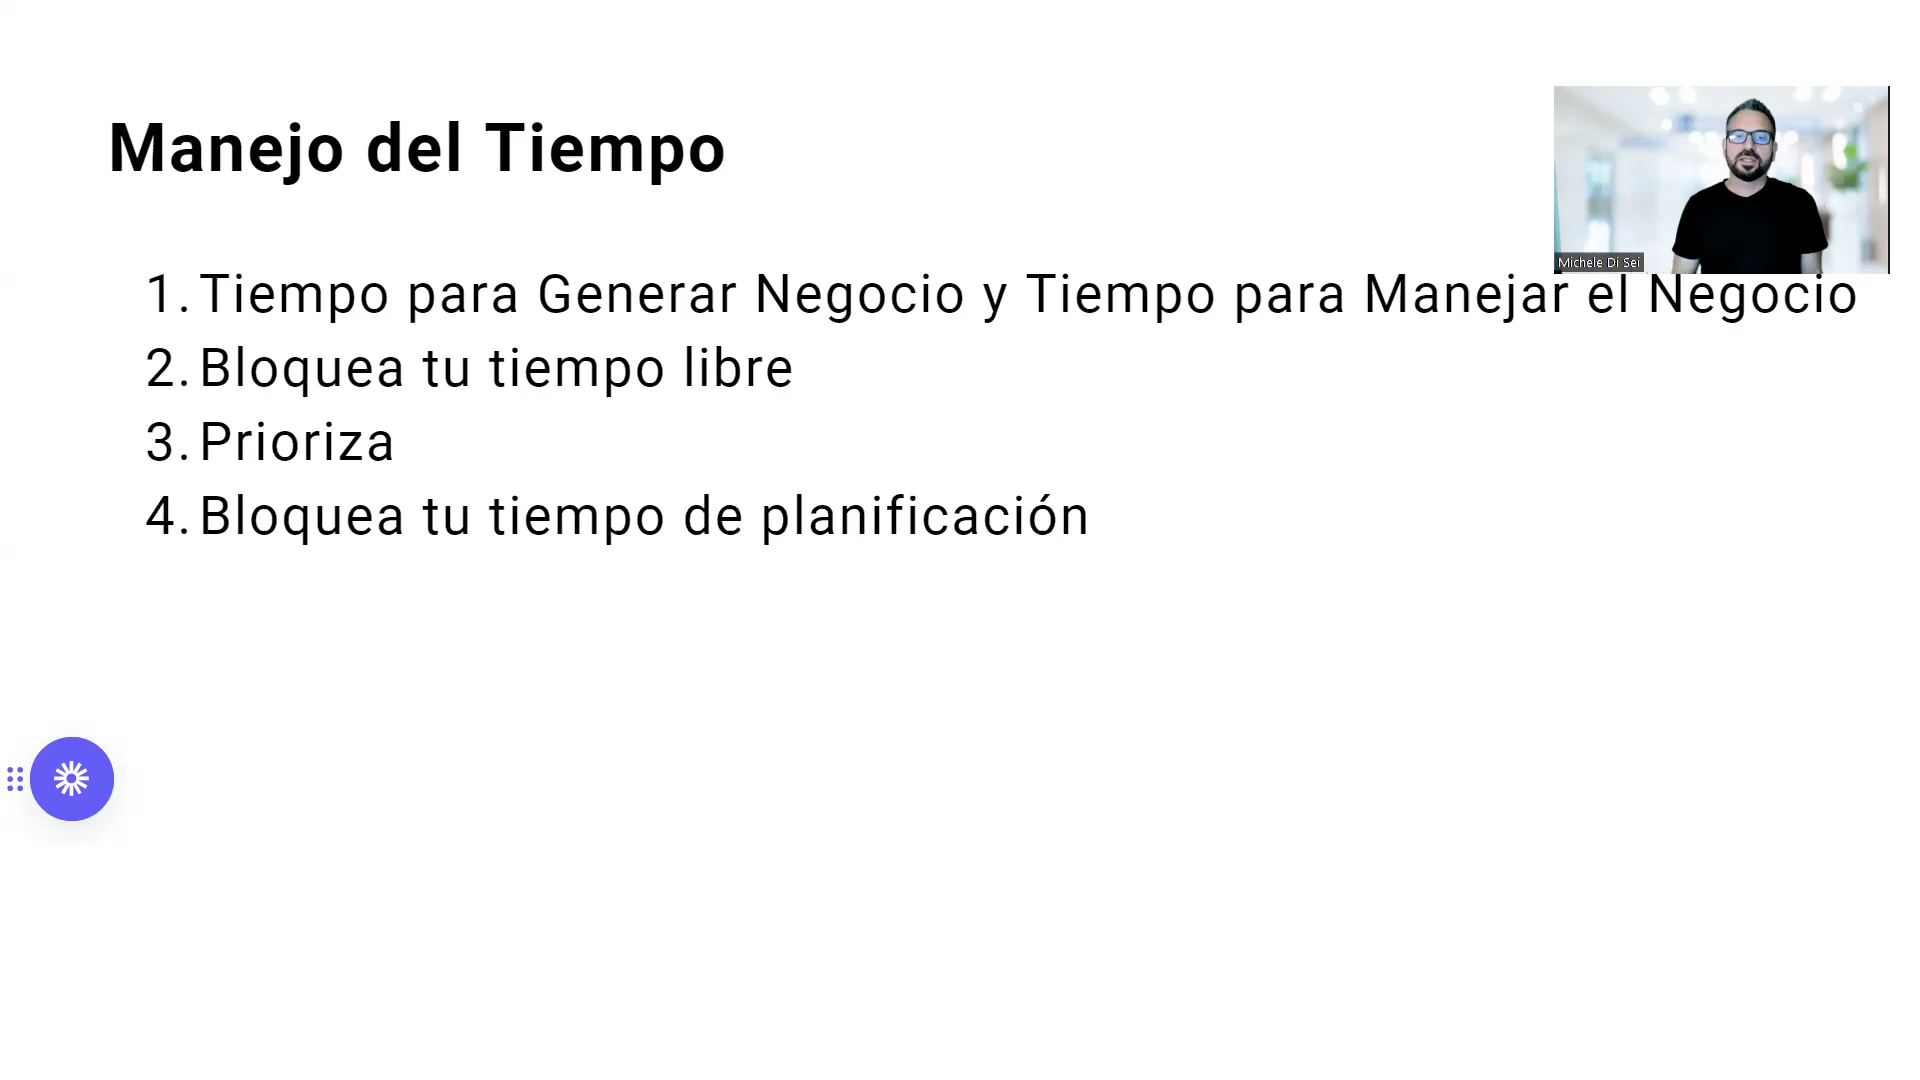 Manejo del Tiempo
Michele Di Sei
1. Tiempo para Generar Negocio y Tiempo para Manejar el Negocio
2. Bloquea tu tiempo libre
3. Prioriza
4. Bloquea tu tiempo de planificación